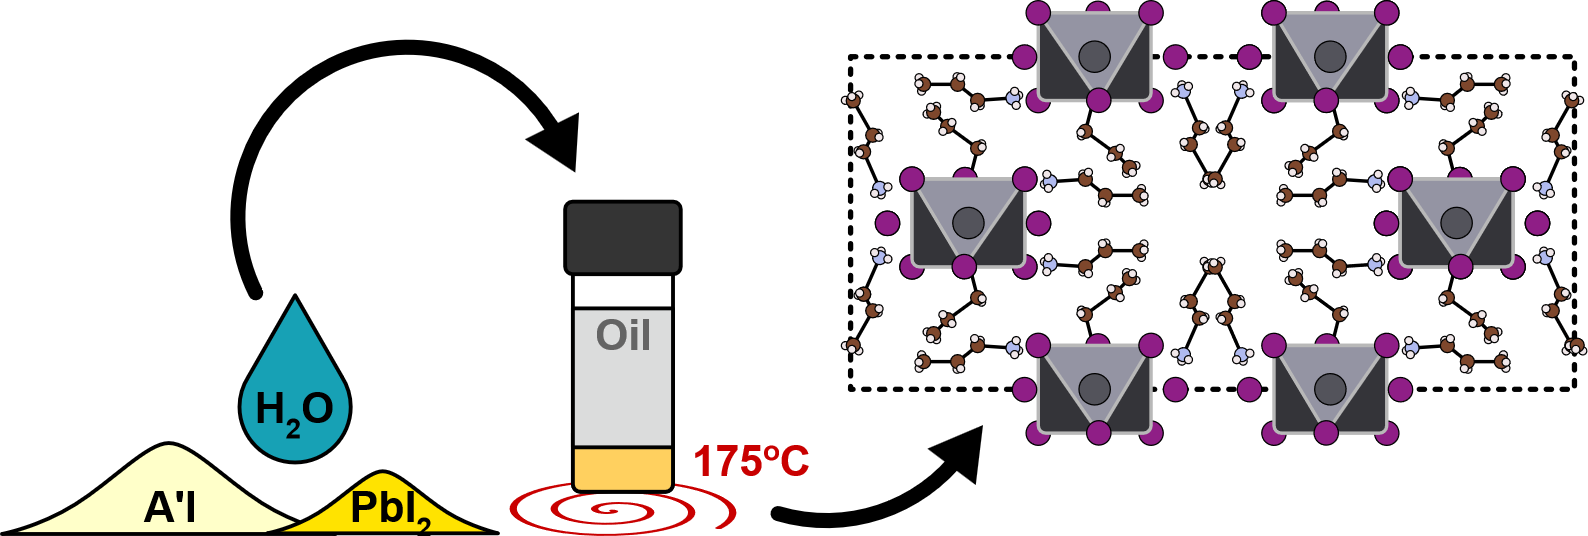 Oil
H₂O
175ºC
A'I
PbI₂